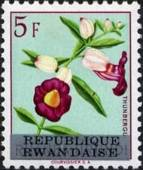 5F
THUNBERGIA
REPUBLIQUE
RWANDAISE
COURVOISIER S.A.